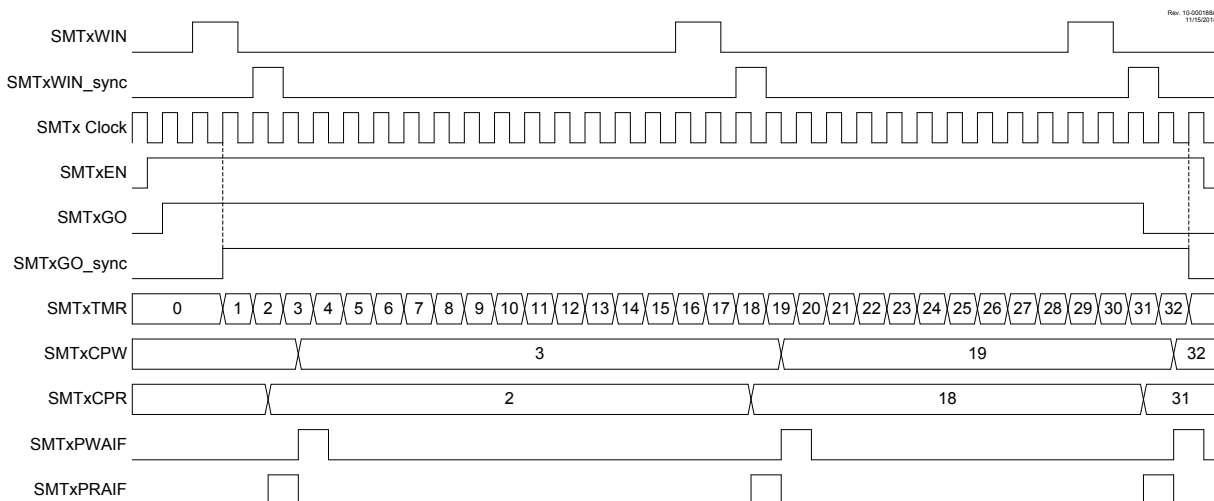 Rev. 10-000188A
11/15/2018
SMTxWIN
SMTxWIN_sync
SMTx Clock
SMTxEN
SMTxGO
SMTxGO_sync
SMTxTMR 0 1 2 3 4 5 6 7 8 9 10 11 12 13 14 15 16 17 18 19 20 21 22 23 24 25 26 27 28 29 30 31 32
SMTxCPW 3 19 32
SMTxCPR 2 18 31
SMTxPWAIF
SMTxPRAIF